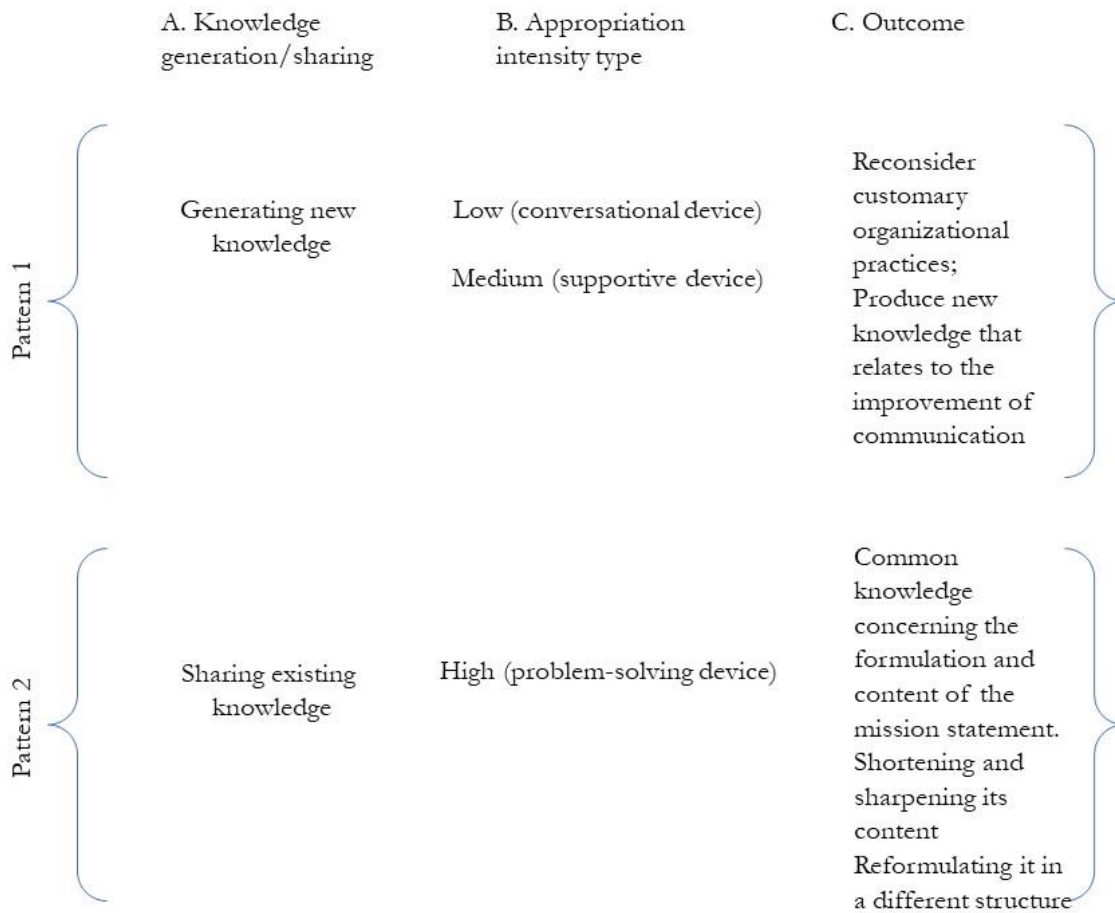 A. Knowledge
generation/sharing
B. Appropriation
intensity type
C. Outcome
Pattern 1
Generating new
knowledge
Low (conversational device)
Medium (supportive device)
Reconsider
customary
organizational
practices;
Produce new
knowledge that
relates to the
improvement of
communication
Pattern 2
Sharing existing
knowledge
High (problem-solving device)
Common
knowledge
concerning the
formulation and
content of the
mission statement.
Shortening and
sharpening its
content
Reformulating it in
a different structure